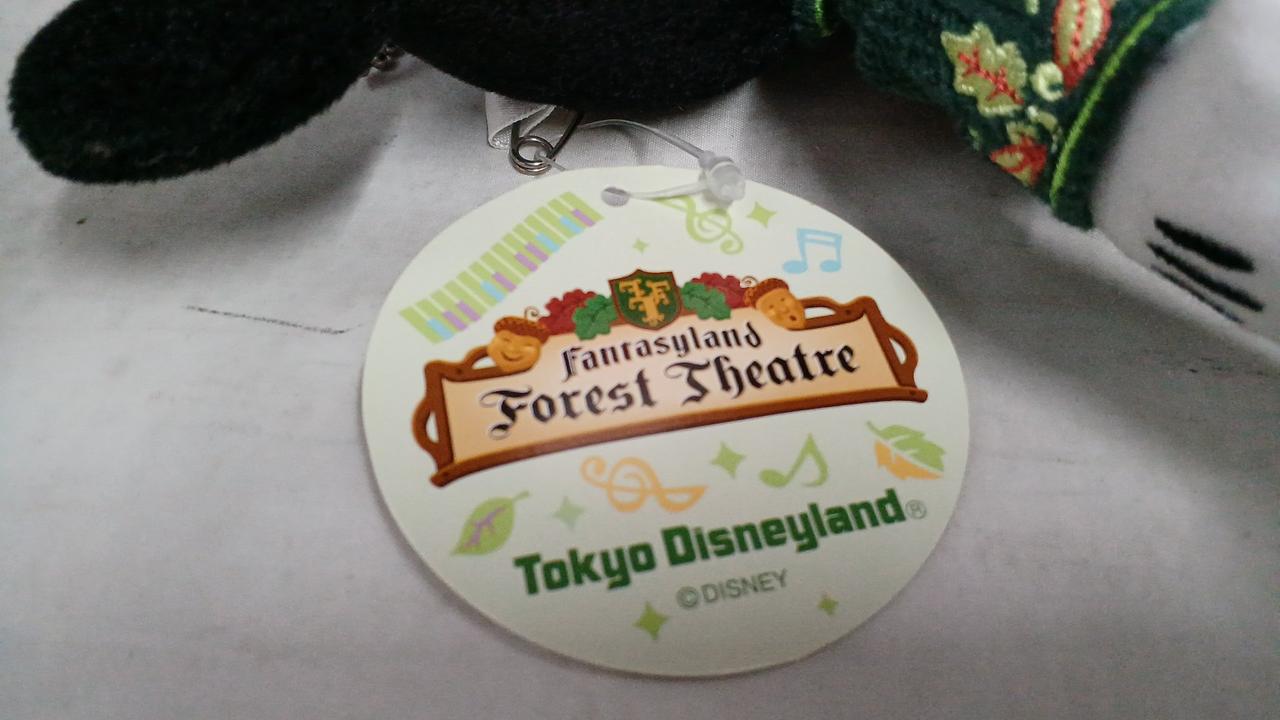 Fantasyland
Forest Theatre
Tokyo Disneyland®
©DISNEY